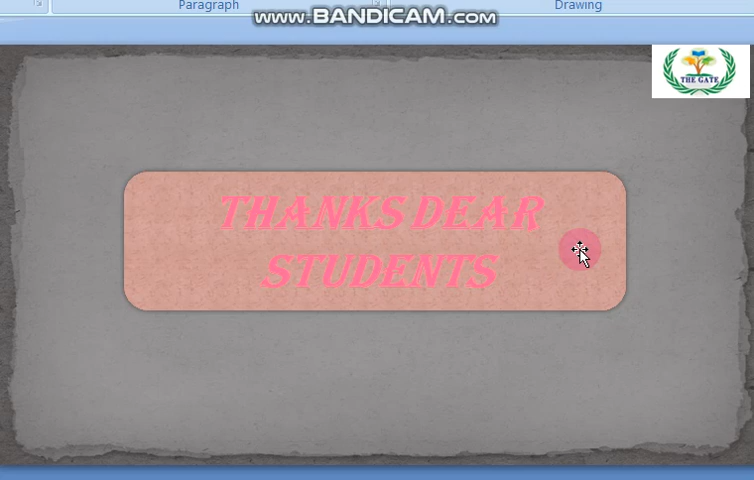 Paragraph
Drawing
www.BANDICAM.com
THE GATE
THANKS DEAR
STUDENTS